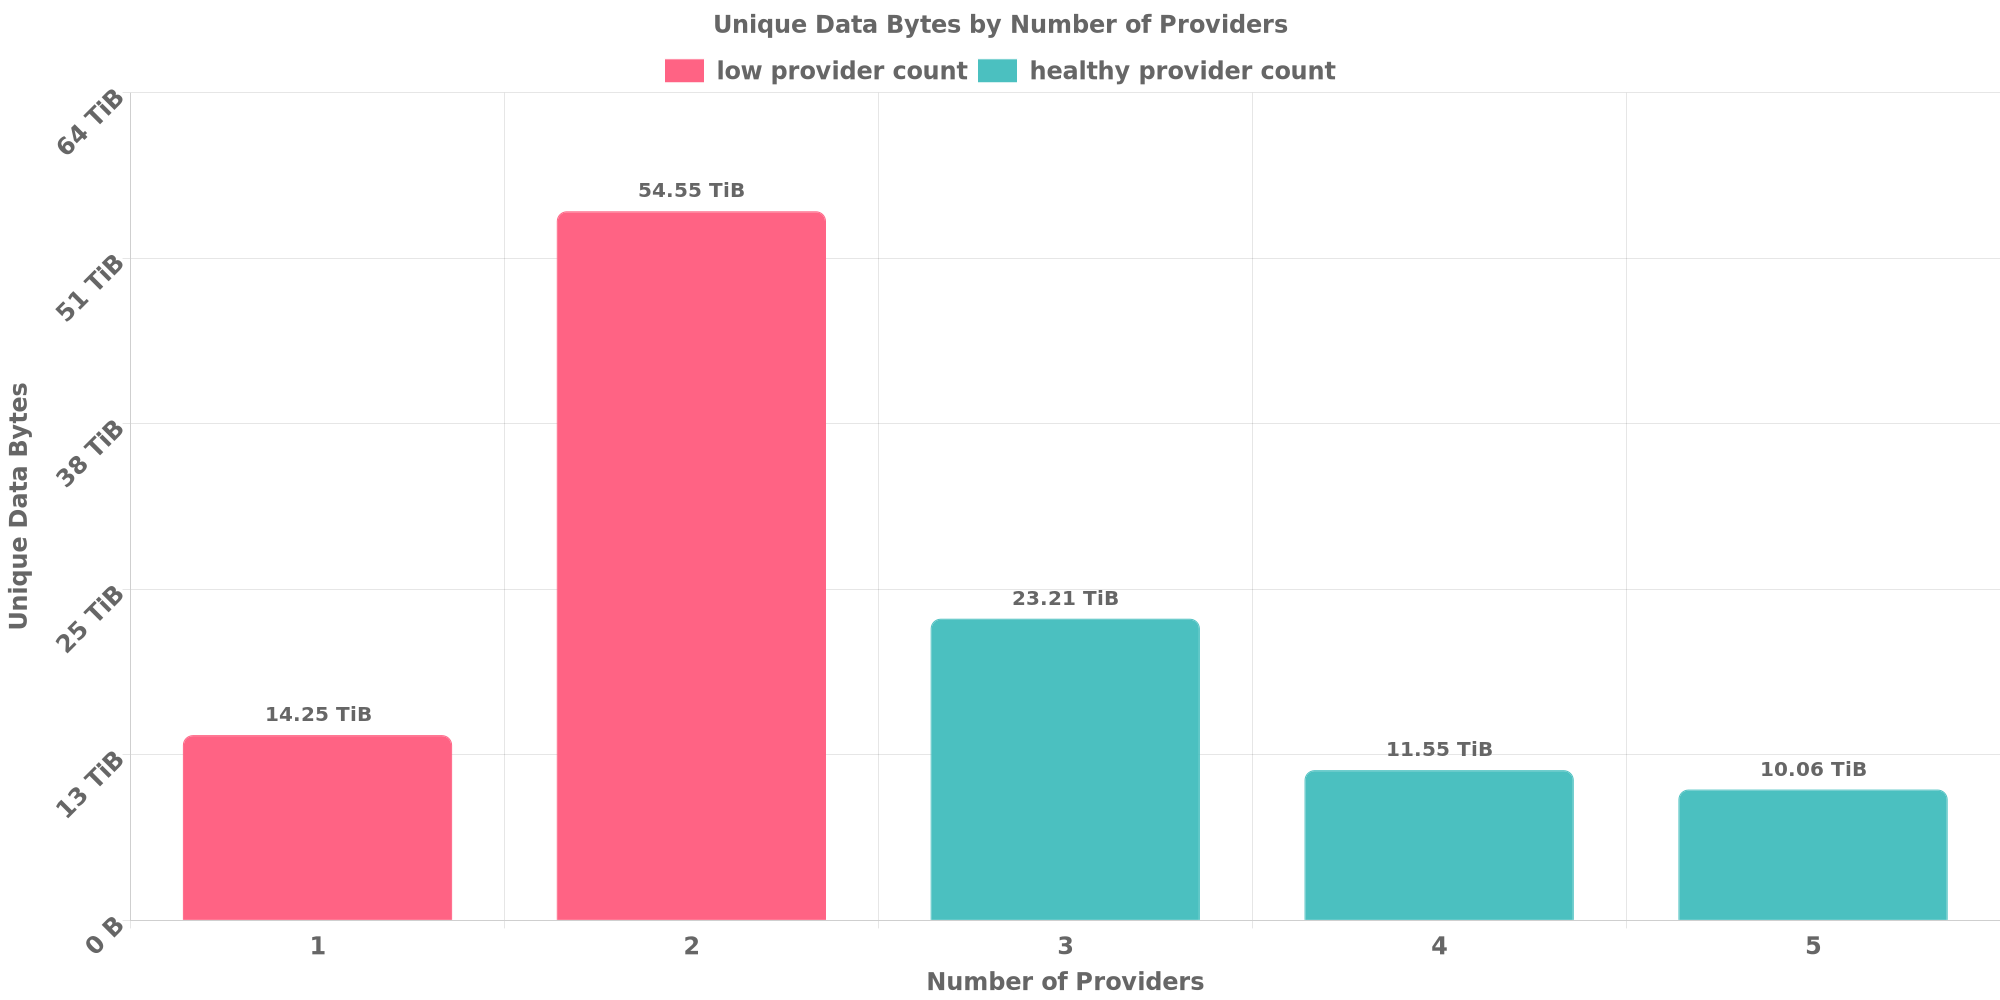 Unique Data Bytes by Number of Providers
low provider count healthy provider count
64 TiB
51 TiB
38 TiB
25 TiB
13 TiB
0 B
Unique Data Bytes
14.25 TiB
54.55 TiB
23.21 TiB
11.55 TiB
10.06 TiB
1 2 3 4 5
Number of Providers